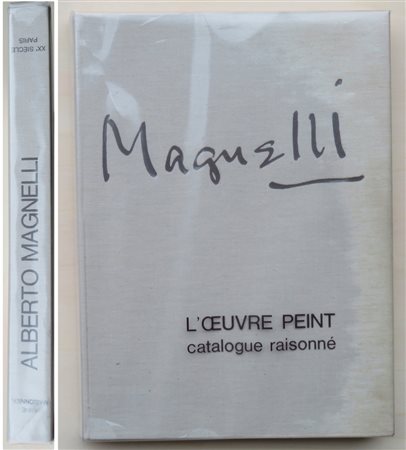 XXe SIÈCLE
PARIS
ALBERTO MAGNELLI
Magnelli
L'ŒUVRE PEINT
catalogue raisonné